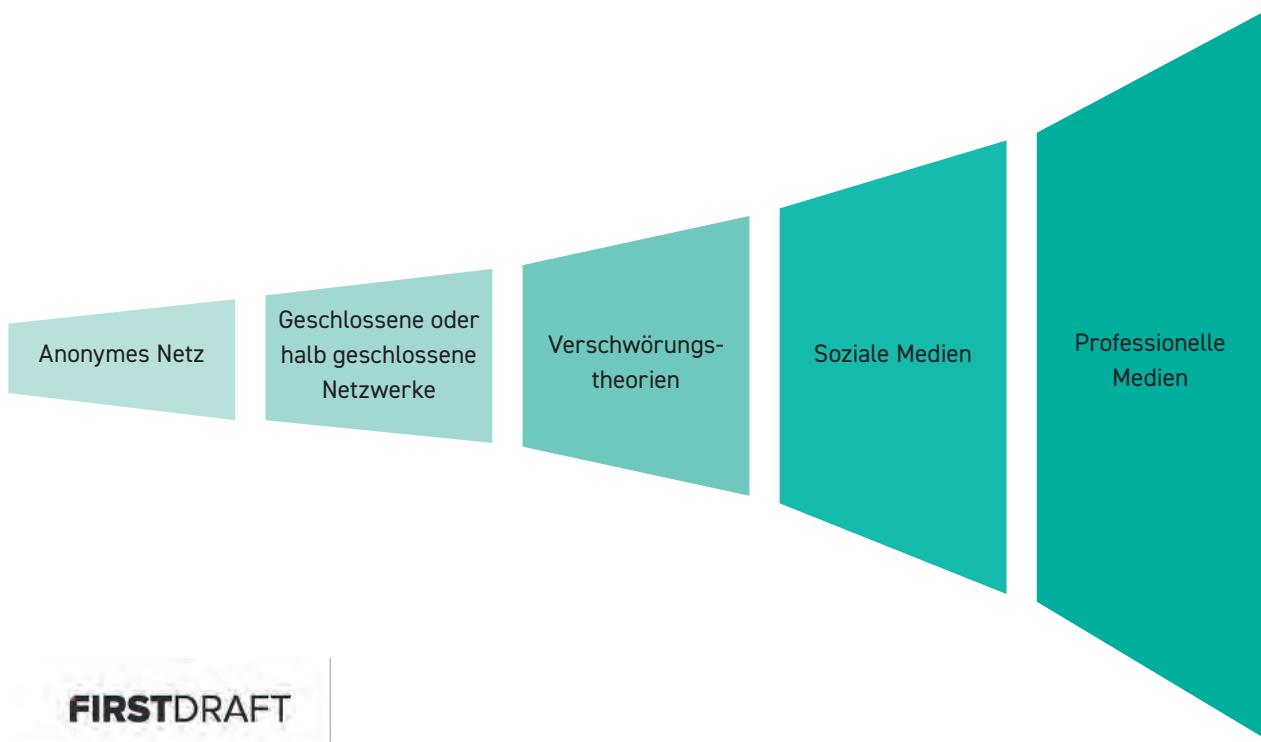 Anonymes Netz
Geschlossene oder
halb geschlossene
Netzwerke
Verschwörungs-
theorien
Soziale Medien
Professionelle
Medien
FIRSTDRAFT